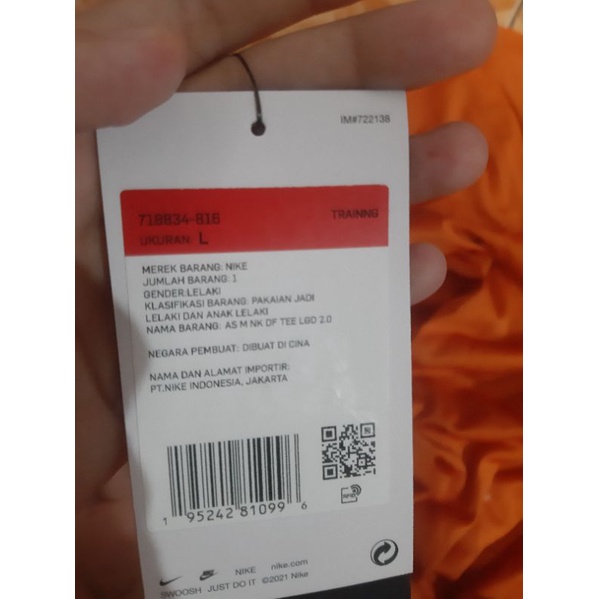 IM#722138
718834-816
TRAINNG
UKURAN: L
MEREK BARANG: NIKE
JUMLAH BARANG: 1
GENDER:LELAKI
KLASIFIKASI BARANG: PAKAIAN JADI
LELAKI DAN ANAK LELAKI
NAMA BARANG: AS M NK DF TEE LGD 2.0
NEGARA PEMBUAT: DIBUAT DI CINA
NAMA DAN ALAMAT IMPORTIR:
PT.NIKE INDONESIA, JAKARTA
RFID
1 95242 81099 6
NIKE nike.com
SWOOSH JUST DO IT ©2021 Nike